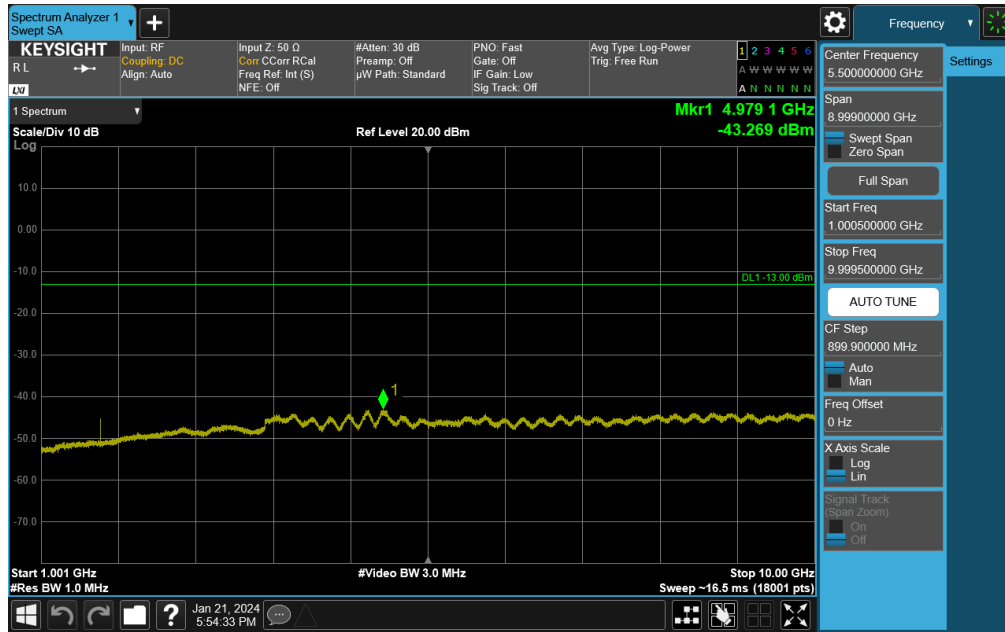 Spectrum Analyzer 1
Swept SA
Frequency
KEYSIGHT
R L
LXI
Input: RF
Coupling: DC
Align: Auto
Input Z: 50 Ω
Corr CCorr RCal
Freq Ref: Int (S)
NFE: Off
#Atten: 30 dB
Preamp: Off
µW Path: Standard
PNO: Fast
Gate: Off
IF Gain: Low
Sig Track: Off
Avg Type: Log-Power
Trig: Free Run
1 2 3 4 5 6
A W W W W W
A N N N N N
1 Spectrum
Mkr1 4.979 1 GHz
Scale/Div 10 dB
Ref Level 20.00 dBm
-43.269 dBm
Log
10.0
0.00
-10.0
DL1 -13.00 dBm
-20.0
-30.0
-40.0
1
-50.0
-60.0
-70.0
Start 1.001 GHz
#Video BW 3.0 MHz
Stop 10.00 GHz
#Res BW 1.0 MHz
Sweep ~16.5 ms (18001 pts)
?
Jan 21, 2024
5:54:33 PM
Center Frequency
5.500000000 GHz
Settings
Span
8.99900000 GHz
Swept Span
Zero Span
Full Span
Start Freq
1.000500000 GHz
Stop Freq
9.999500000 GHz
AUTO TUNE
CF Step
899.900000 MHz
Auto
Man
Freq Offset
0 Hz
X Axis Scale
Log
Lin
Signal Track
(Span Zoom)
On
Off